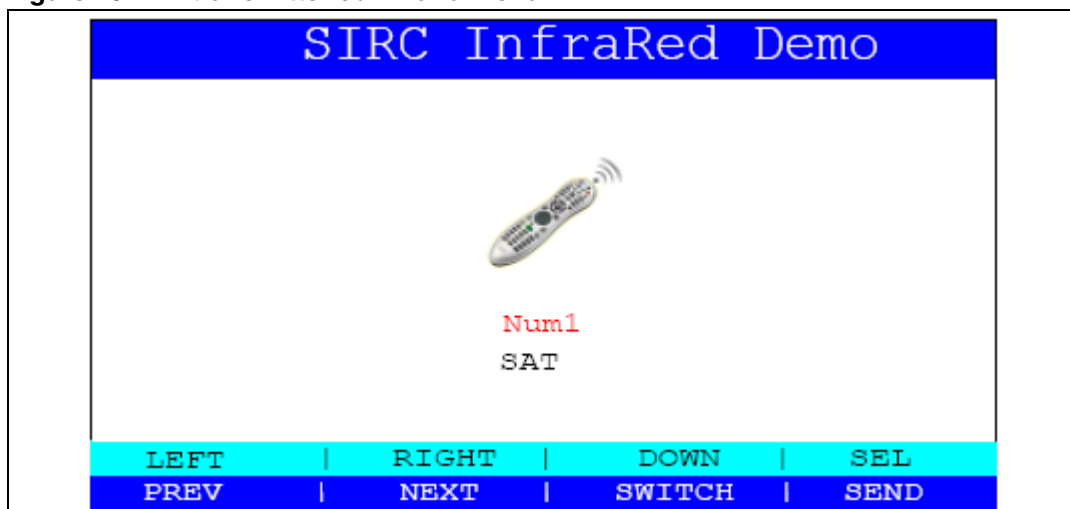 SIRC InfraRed Demo
Num1
SAT
LEFT | RIGHT | DOWN | SEL
PREV | NEXT | SWITCH | SEND